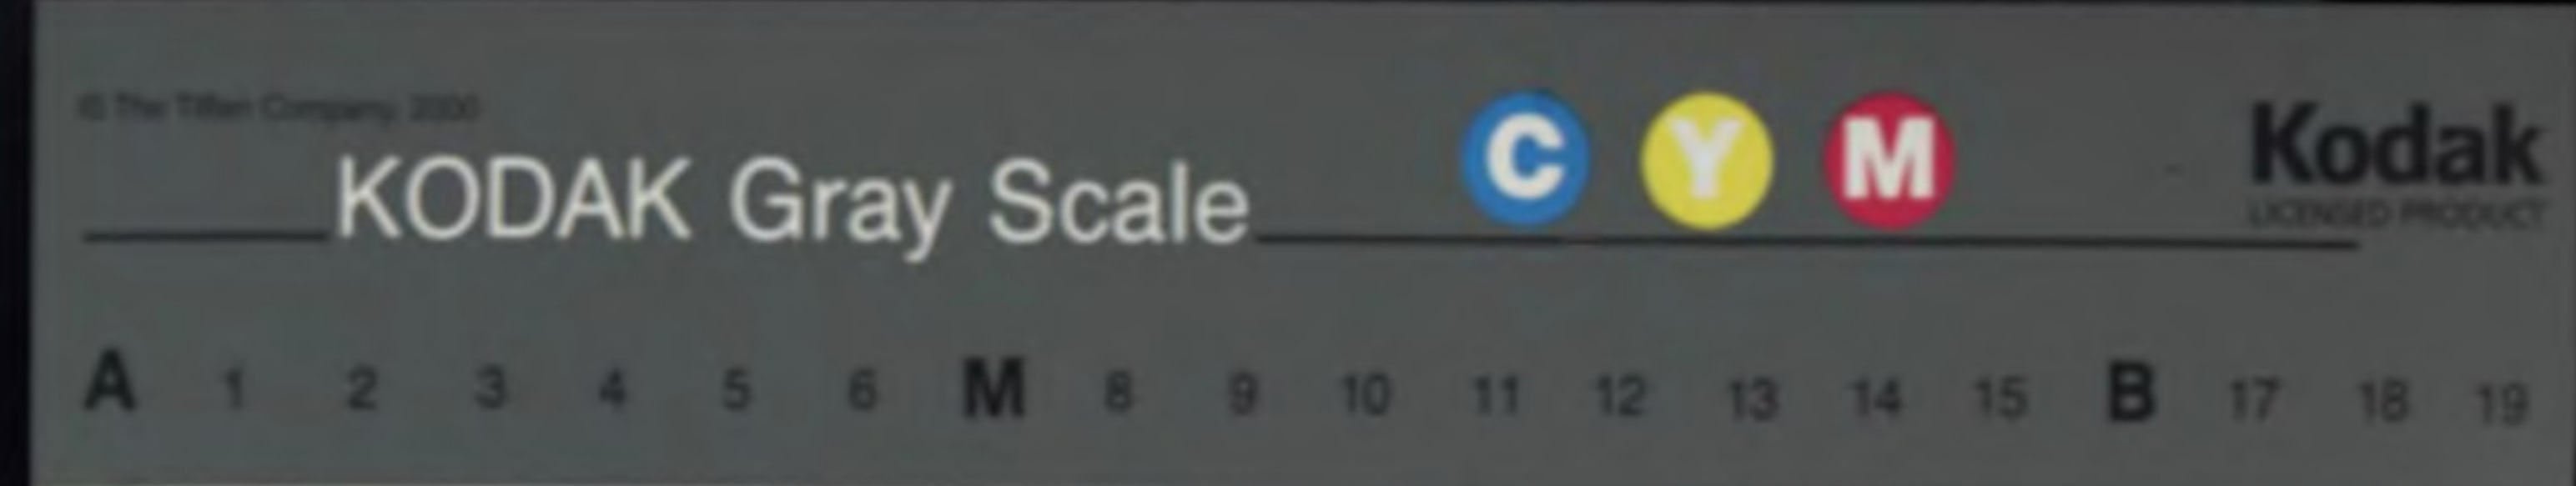 © The Tiffen Company, 2000
KODAK Gray Scale
C Y M
Kodak
LICENSED PRODUCT
A 1 2 3 4 5 6 M 8 9 10 11 12 13 14 15 B 17 18 19